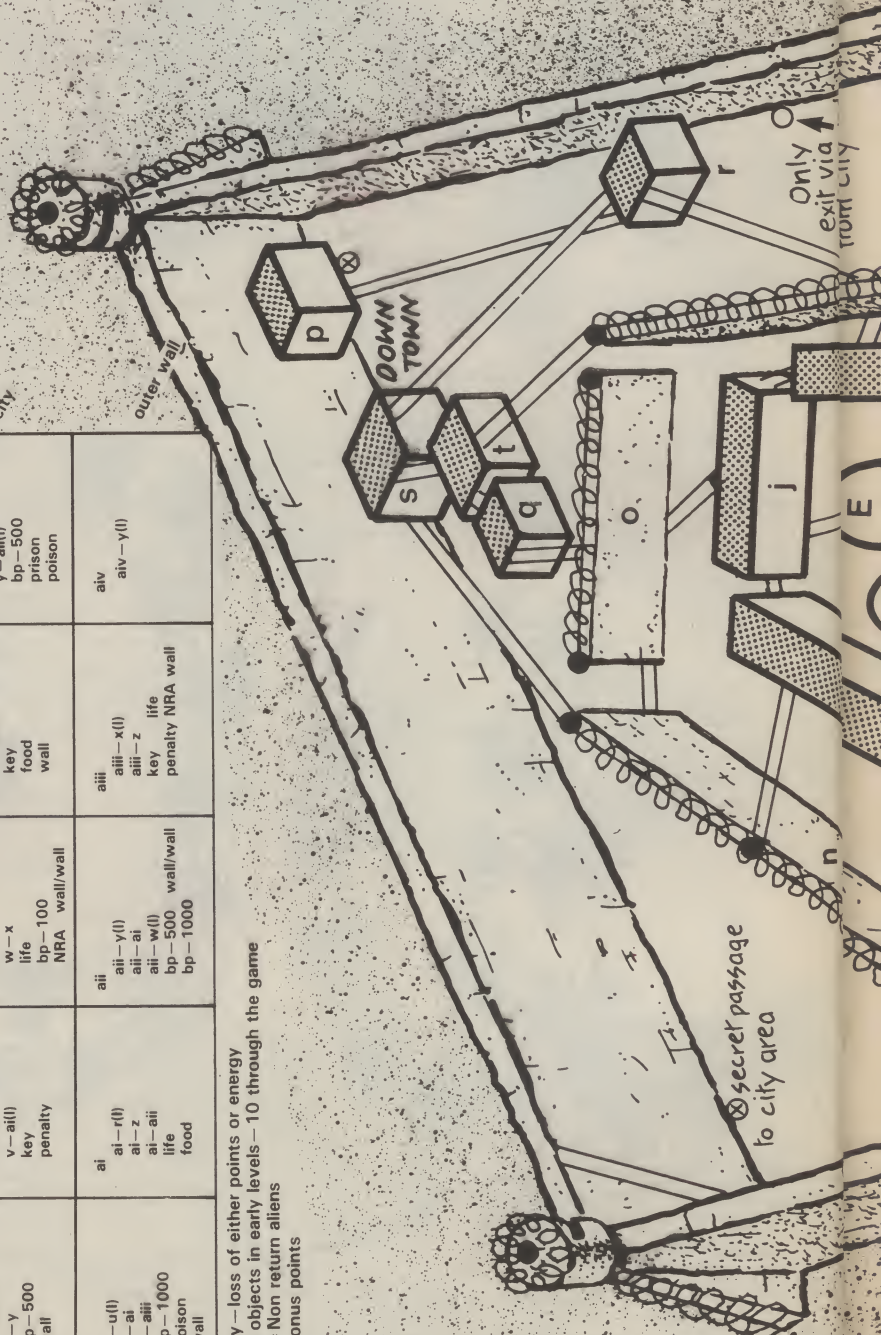 –y
p–500
all
v–ai(l)
key
penalty
w–x
life
bp–100
NRA wall/wall
key
food
wall
bp–500
prison
poison
–u(l)
–ai
–aiii
p–1000
oison
all
ai
ai–r(l)
ai–z
ai–aii
life
food
aii
aii–y(l)
aii–ai
aii–w(l)
bp–500 wall/wall
bp–1000
aiii
aiii–x(l)
aiii–z
key life
penalty NRA wall
aiv
aiv–y(l)
y–loss of either points or energy
objects in early levels–10 through the game
Non return aliens
onus points
city
outer wall
p
DOWN
TOWN
s
t
q
r
o
j
E
n
⊗ secret passage
to city area
Only
exit via
from city